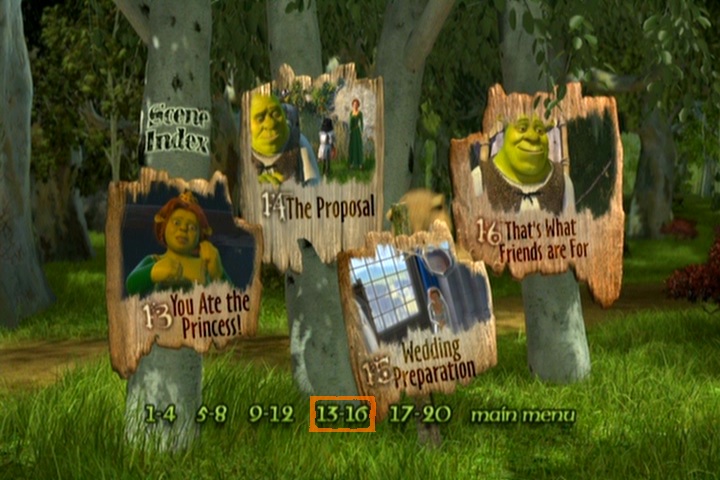 Scene
Index
14 The Proposal
16 That's What
Friends are For
13 You Ate the
Princess!
15 Wedding
Preparation
1-4 5-8 9-12 13-16 17-20 main menu